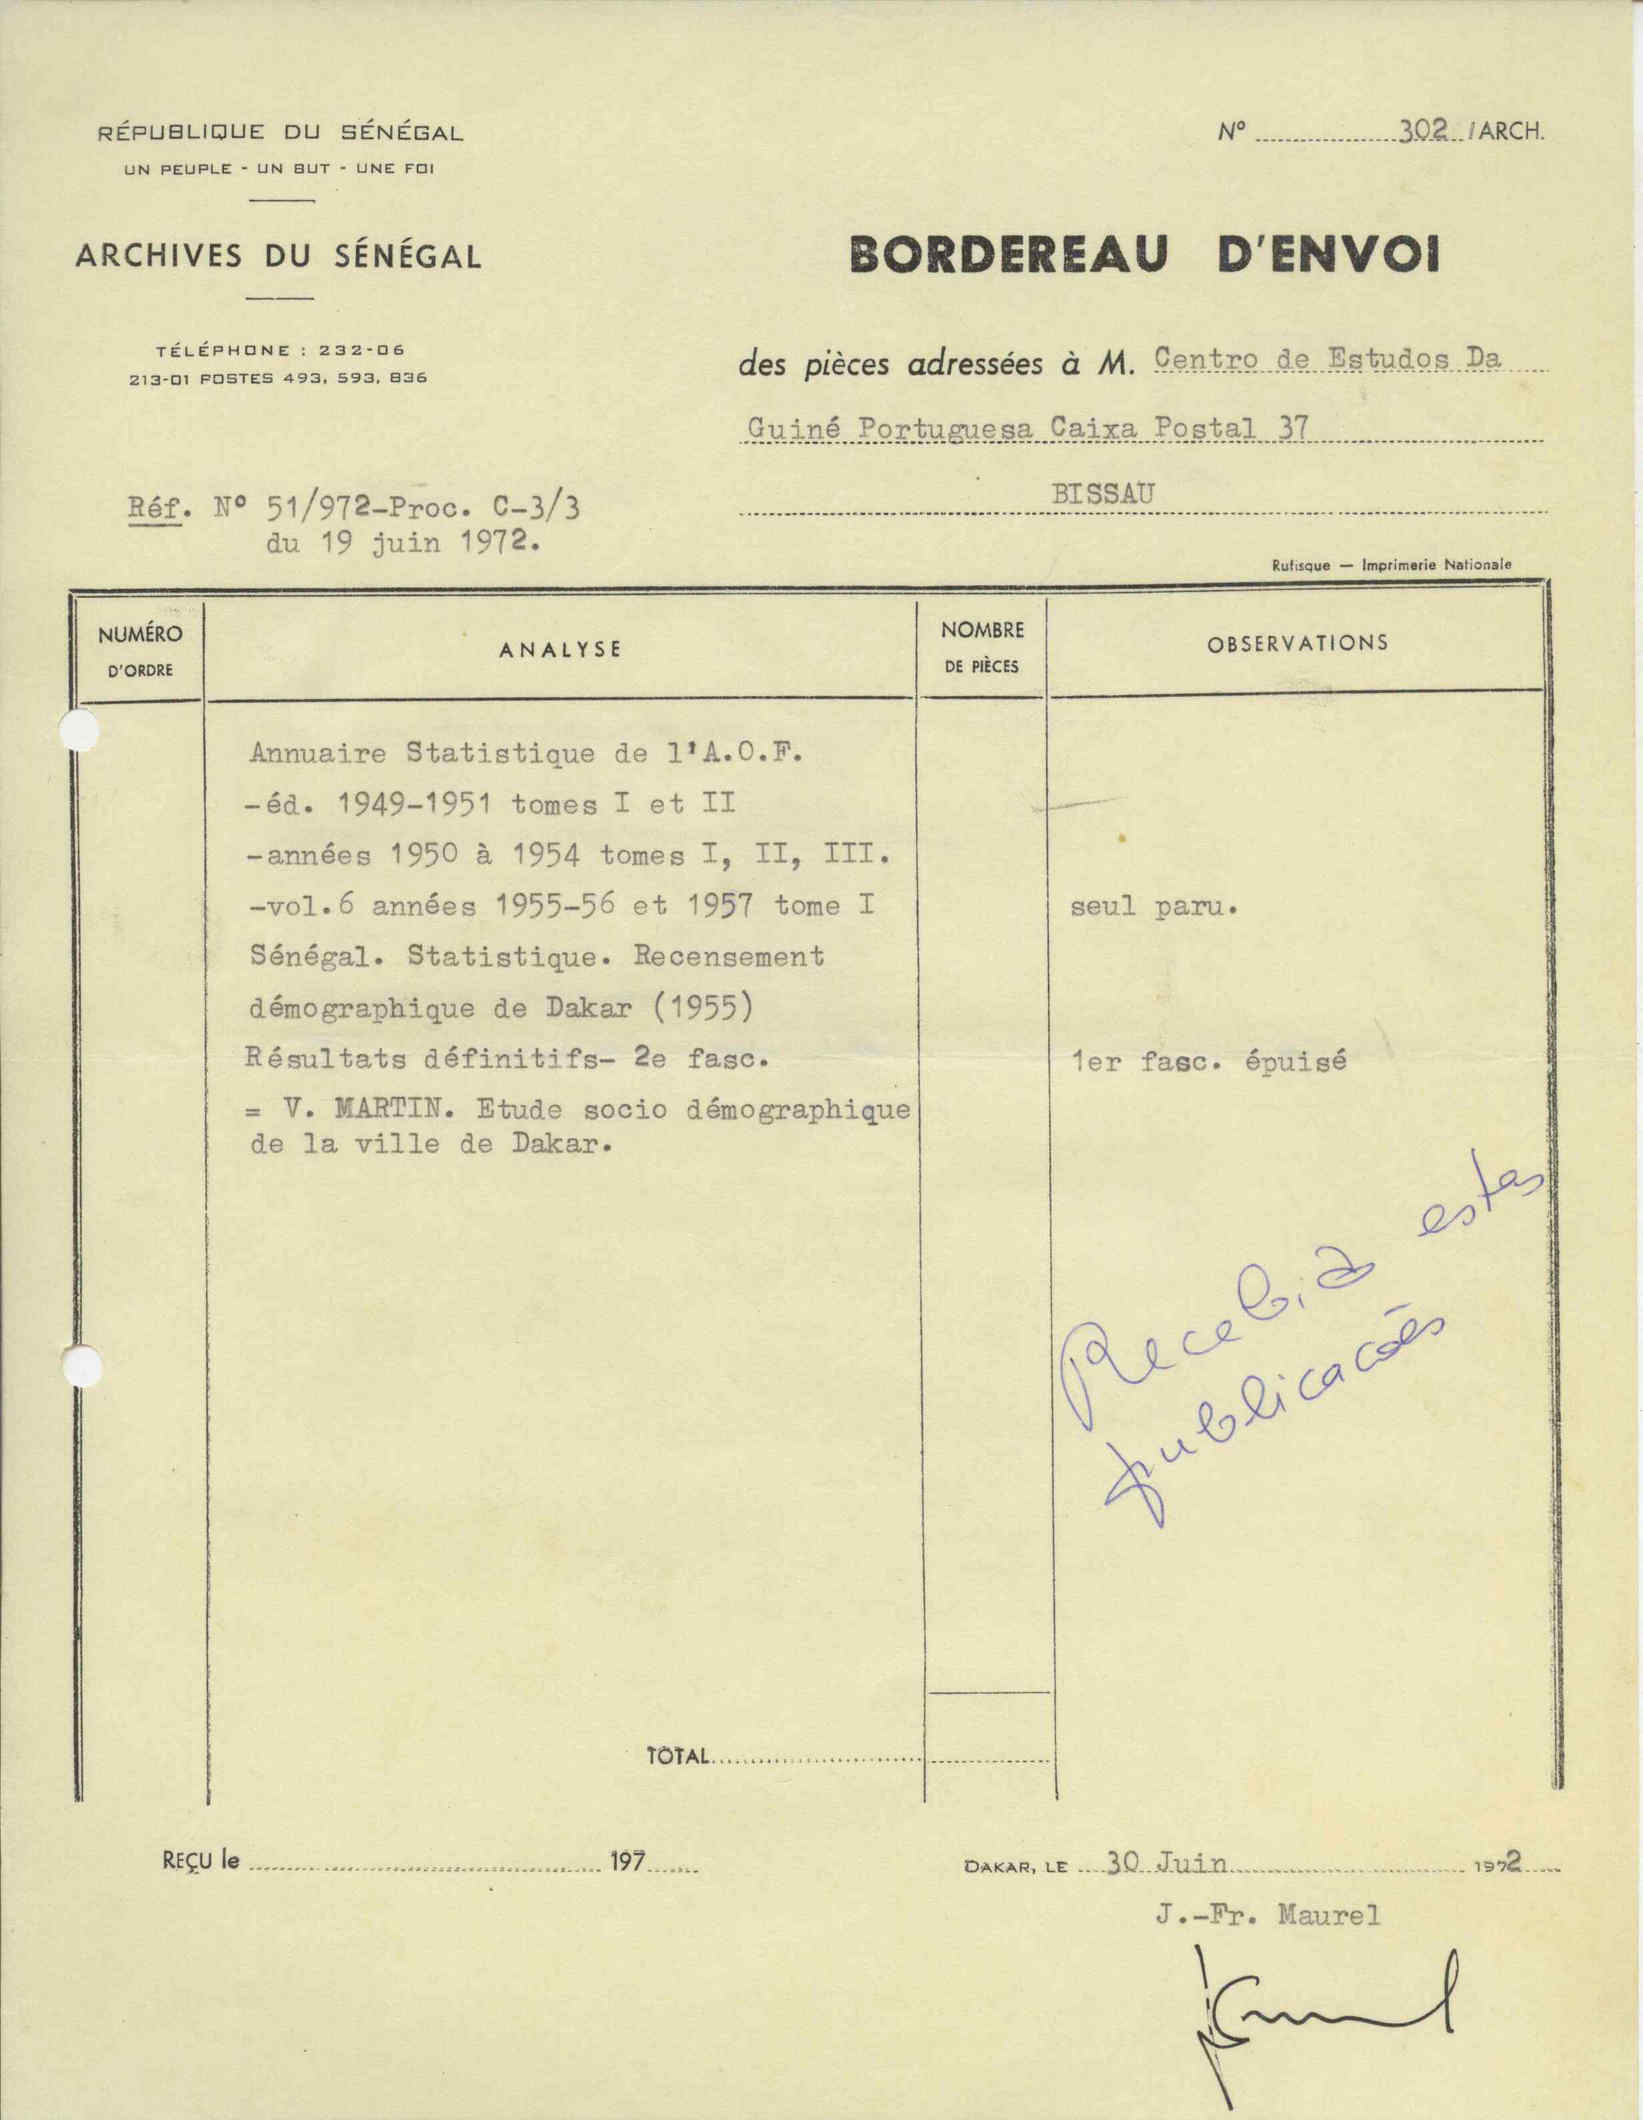 RÉPUBLIQUE DU SÉNÉGAL
UN PEUPLE - UN BUT - UNE FOI
ARCHIVES DU SÉNÉGAL
TÉLÉPHONE : 232-06
213-01 POSTES 493, 593, 836
Réf. Nº 51/972-Proc. C-3/3
du 19 juin 1972.
Nº 302 /ARCH.
BORDEREAU D'ENVOI
des pièces adressées à M. Centro de Estudos Da
Guiné Portuguesa Caixa Postal 37
BISSAU
Rufisque — Imprimerie Nationale
NUMÉRO
D'ORDRE
ANALYSE
NOMBRE
DE PIÈCES
OBSERVATIONS
Annuaire Statistique de l'A.O.F.
-éd. 1949-1951 tomes I et II
-années 1950 à 1954 tomes I, II, III.
-vol.6 années 1955-56 et 1957 tome I seul paru.
Sénégal. Statistique. Recensement
démographique de Dakar (1955)
Résultats définitifs- 2e fasc. 1er fasc. épuisé
= V. MARTIN. Etude socio démographique
de la ville de Dakar.
Recebida estas
publicacões
TOTAL
REÇU le 197
DAKAR, LE 30 Juin 1972
J.-Fr. Maurel